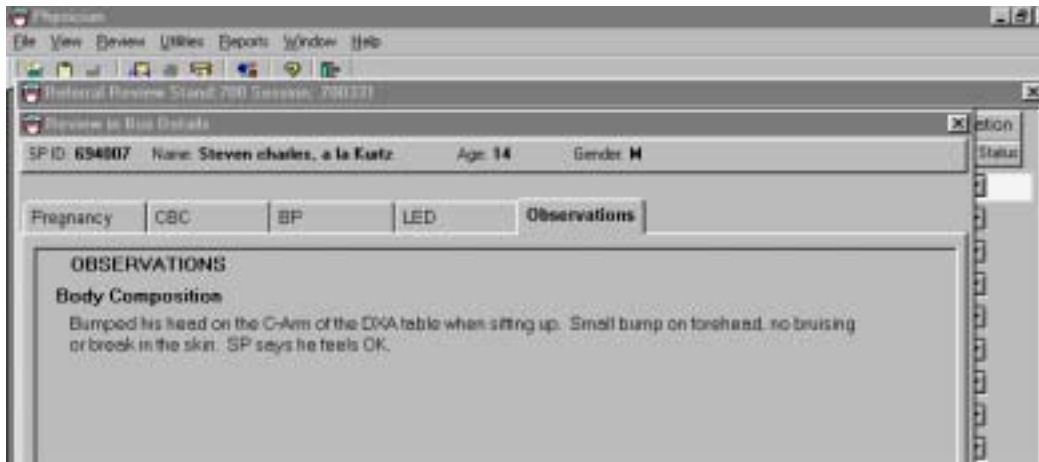 Physician
File View Review Utilities Reports Window Help
Referral Review Stand: 700 Session: 700331
Review in Bus Details
SP ID: 694007 Name: Steven charles, a la Kurtz Age: 14 Gender: M
etion
Status
Pregnancy CBC BP LED Observations
OBSERVATIONS
Body Composition
Bumped his head on the C-Arm of the DXA table when sitting up. Small bump on forehead, no bruising
or break in the skin. SP says he feels OK.